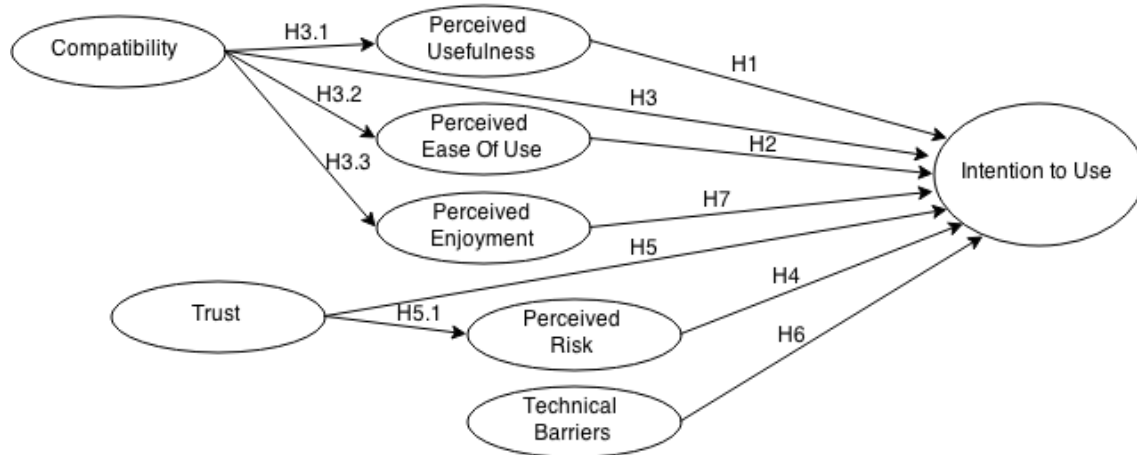 Compatibility
H3.1
Perceived
Usefulness
H1
H3
H3.2
Perceived
Ease Of Use
H2
Intention to Use
H3.3
Perceived
Enjoyment
H7
H5
Trust
H5.1
Perceived
Risk
H4
H6
Technical
Barriers